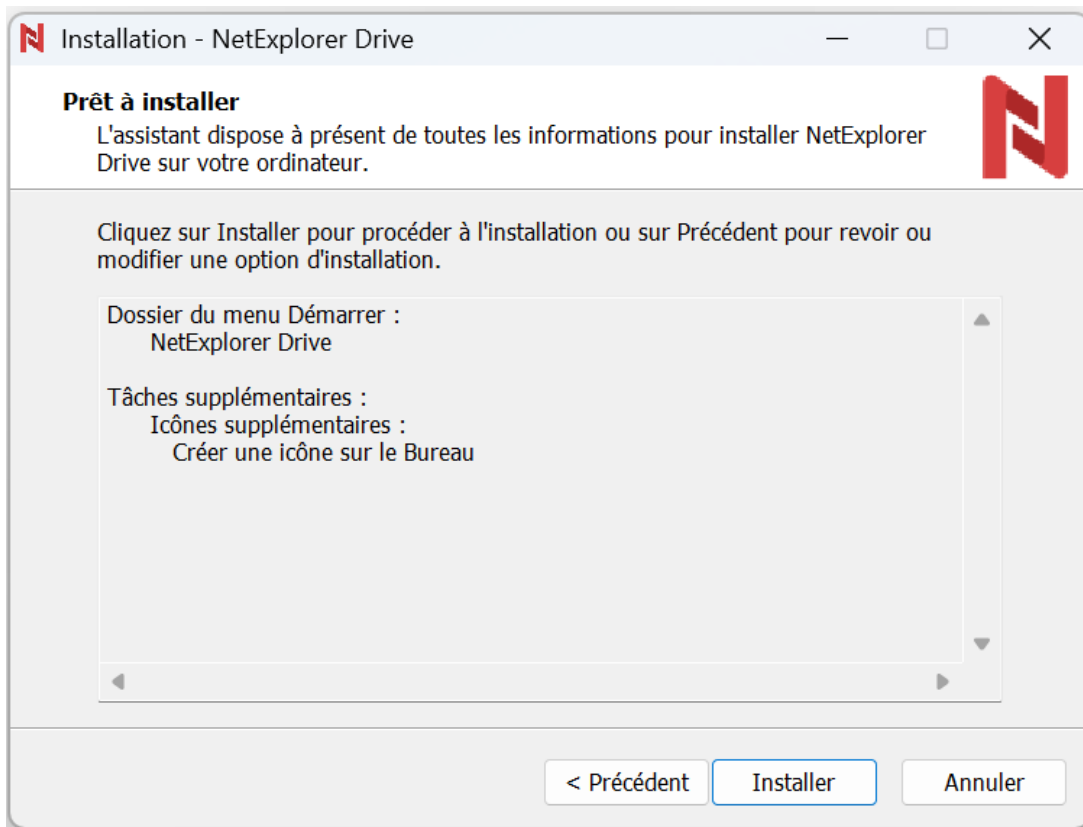 Installation - NetExplorer Drive
Prêt à installer
L'assistant dispose à présent de toutes les informations pour installer NetExplorer
Drive sur votre ordinateur.
Cliquez sur Installer pour procéder à l'installation ou sur Précédent pour revoir ou
modifier une option d'installation.
Dossier du menu Démarrer :
NetExplorer Drive
Tâches supplémentaires :
Icônes supplémentaires :
Créer une icône sur le Bureau
< Précédent
Installer
Annuler